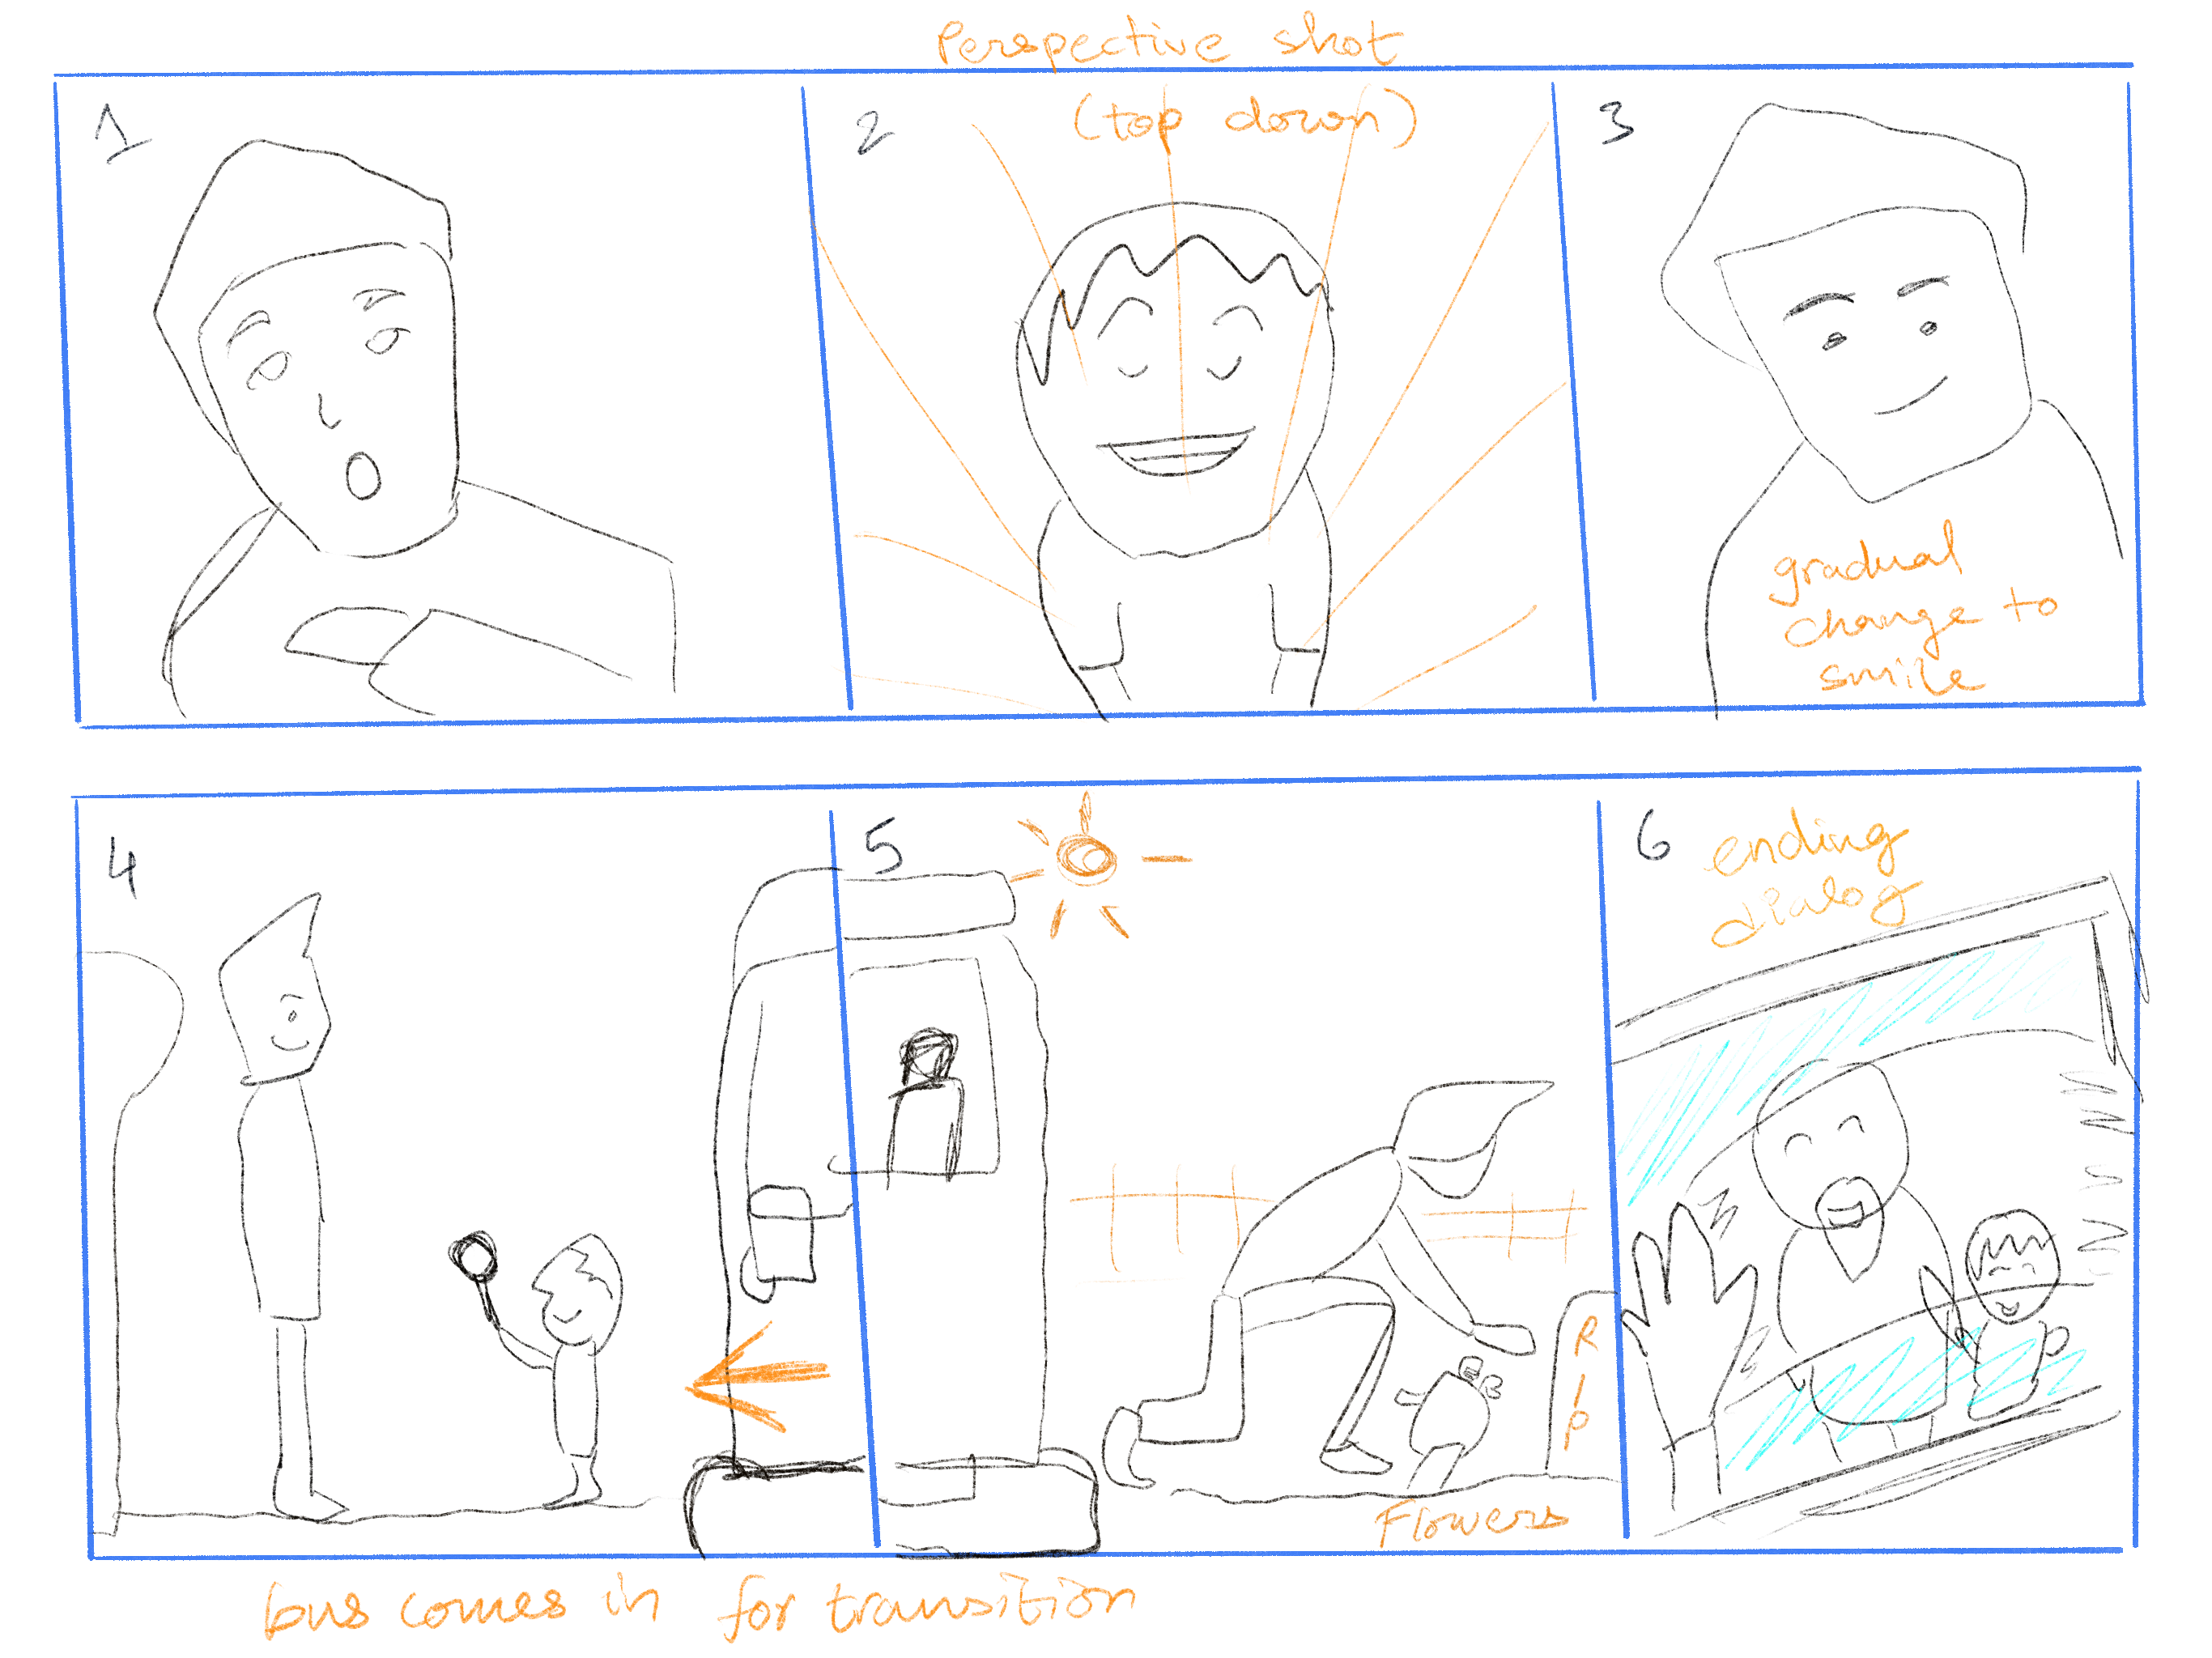 Perspective shot
1
2
(top down)
3
gradual
change to
smile
4
5
6
ending
dialog
R
I
P
Flowers
bus comes in for transition